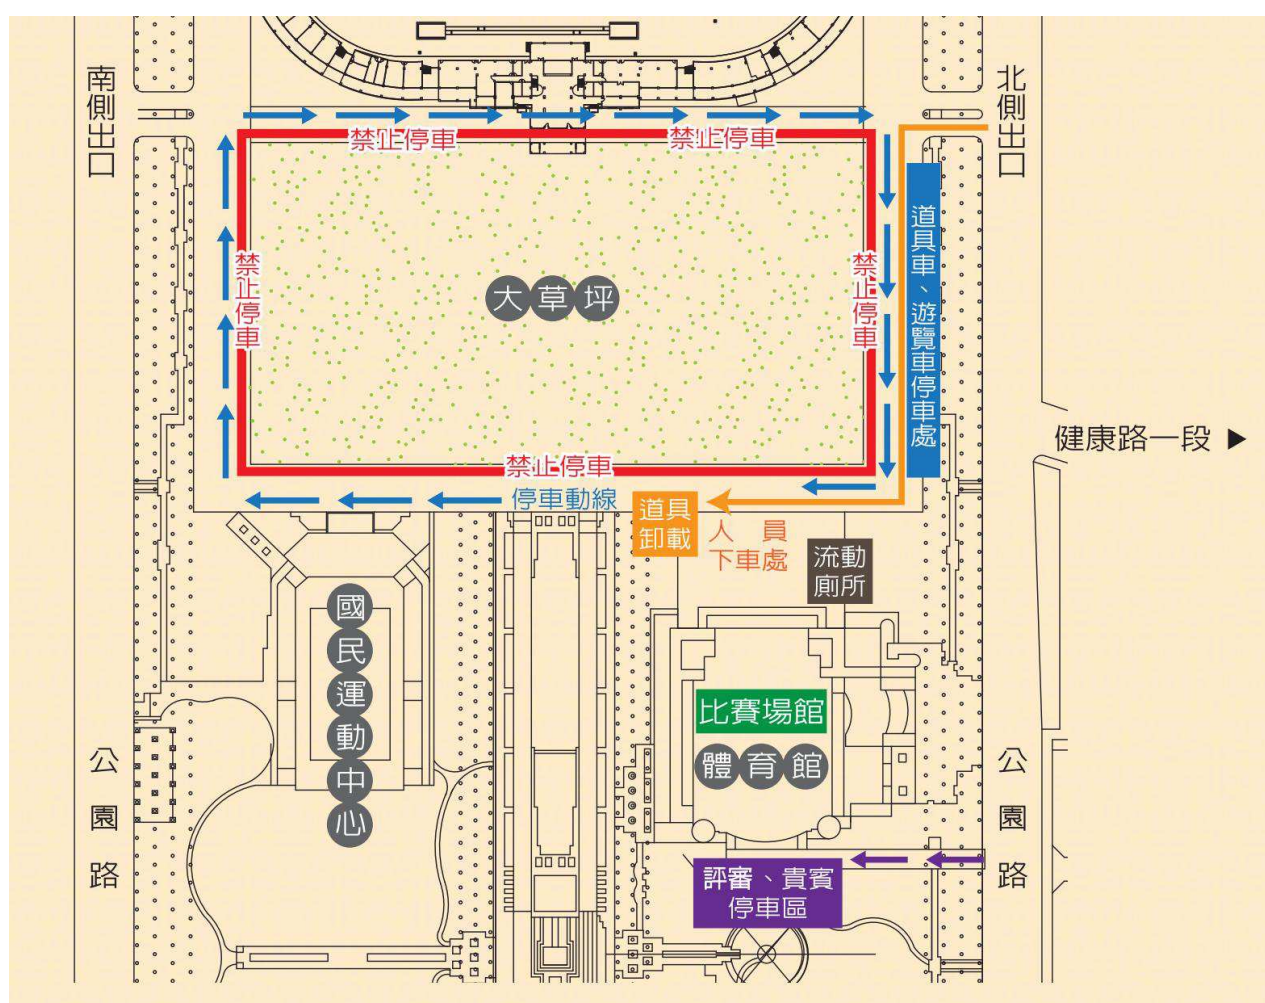 南側出口
北側出口
禁止停車
禁止停車
道具車、遊覽車停車處
禁止停車
禁止停車
大草坪
健康路一段
禁止停車
停車動線
道具
卸載
人員
下車處
流動
廁所
國民運動中心
比賽場館
體育館
公園路
公園路
評審、貴賓
停車區